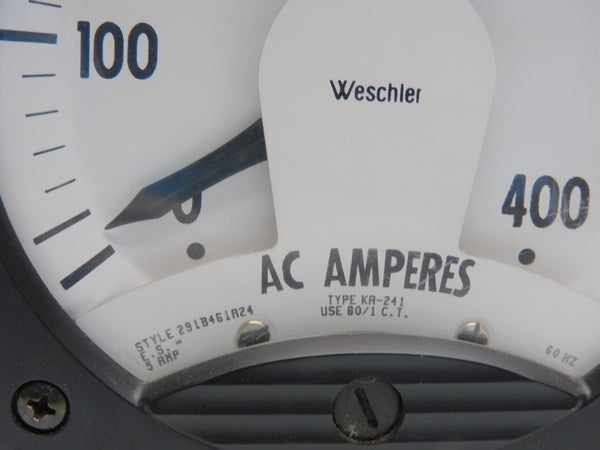 100
Weschler
0
400
AC AMPERES
TYPE KA-241
USE 80/1 C.T.
STYLE 291B461A24
F.S. =
5 AMP
60 HZ